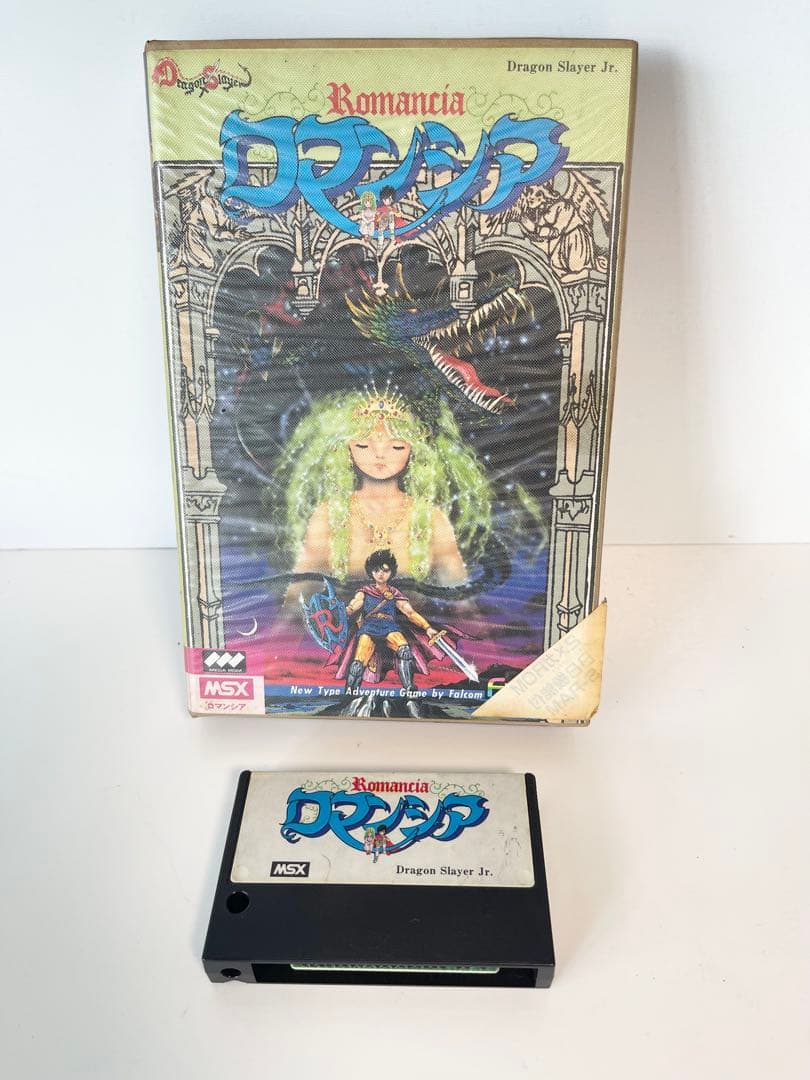 Dragon Slayer
Dragon Slayer Jr.
Romancia
ロマンシア
R
MSX
ロマンシア
New Type Adventure Game by Falcom
Romancia
ロマンシア
MSX
Dragon Slayer Jr.